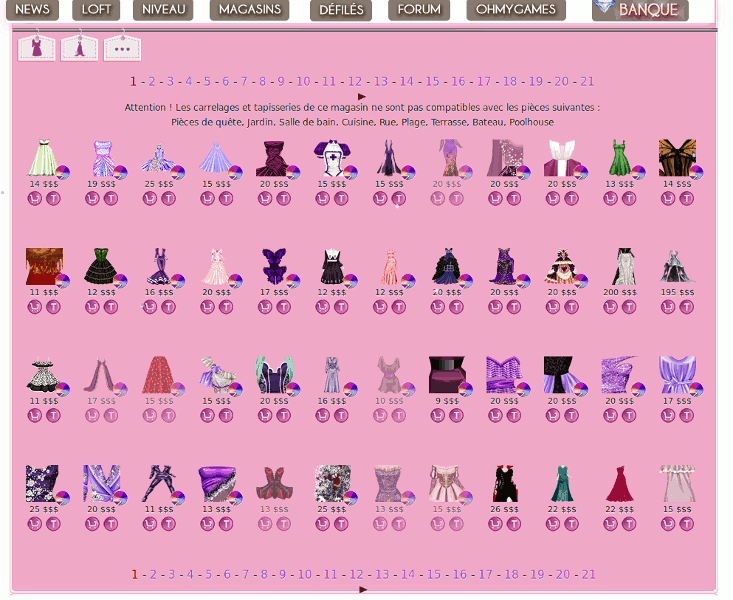 NEWS LOFT NIVEAU MAGASINS DÉFILÉS FORUM OHMYGAMES BANQUE
1 - 2 - 3 - 4 - 5 - 6 - 7 - 8 - 9 - 10 - 11 - 12 - 13 - 14 - 15 - 16 - 17 - 18 - 19 - 20 - 21
Attention ! Les carrelages et tapisseries de ce magasin ne sont pas compatibles avec les pièces suivantes :
Pièces de quête, Jardin, Salle de bain, Cuisine, Rue, Plage, Terrasse, Bateau, Poolhouse
14 $$$ 19 $$$ 25 $$$ 15 $$$ 20 $$$ 15 $$$ 15 $$$ 20 $$$ 20 $$$ 20 $$$ 13 $$$ 14 $$$
T T T T T T T T T T T T
11 $$$ 12 $$$ 16 $$$ 20 $$$ 17 $$$ 12 $$$ 12 $$$ $$$ 20 $$$ 20 $$$ 200 $$$ 195 $$$
T T T T T T T T T T T T
11 $$$ 17 $$$ 15 $$$ 15 $$$ 20 $$$ 16 $$$ 10 $$$ 9 $$$ 20 $$$ 20 $$$ 20 $$$ 17 $$$
T T T T T T T T T T T T
25 $$$ 20 $$$ 11 $$$ 13 $$$ 13 $$$ 25 $$$ 13 $$$ 15 $$$ 26 $$$ 22 $$$ 22 $$$ 15 $$$
T T T T T T T T T T T T
1 - 2 - 3 - 4 - 5 - 6 - 7 - 8 - 9 - 10 - 11 - 12 - 13 - 14 - 15 - 16 - 17 - 18 - 19 - 20 - 21